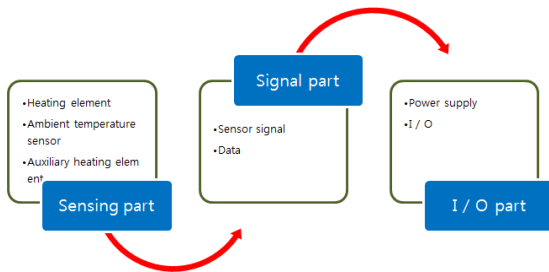 •Heating element
•Ambient temperature
sensor
•Auxiliary heating elem
ent
Sensing part
Signal part
•Sensor signal
•Data
•Power supply
•I / O
I / O part